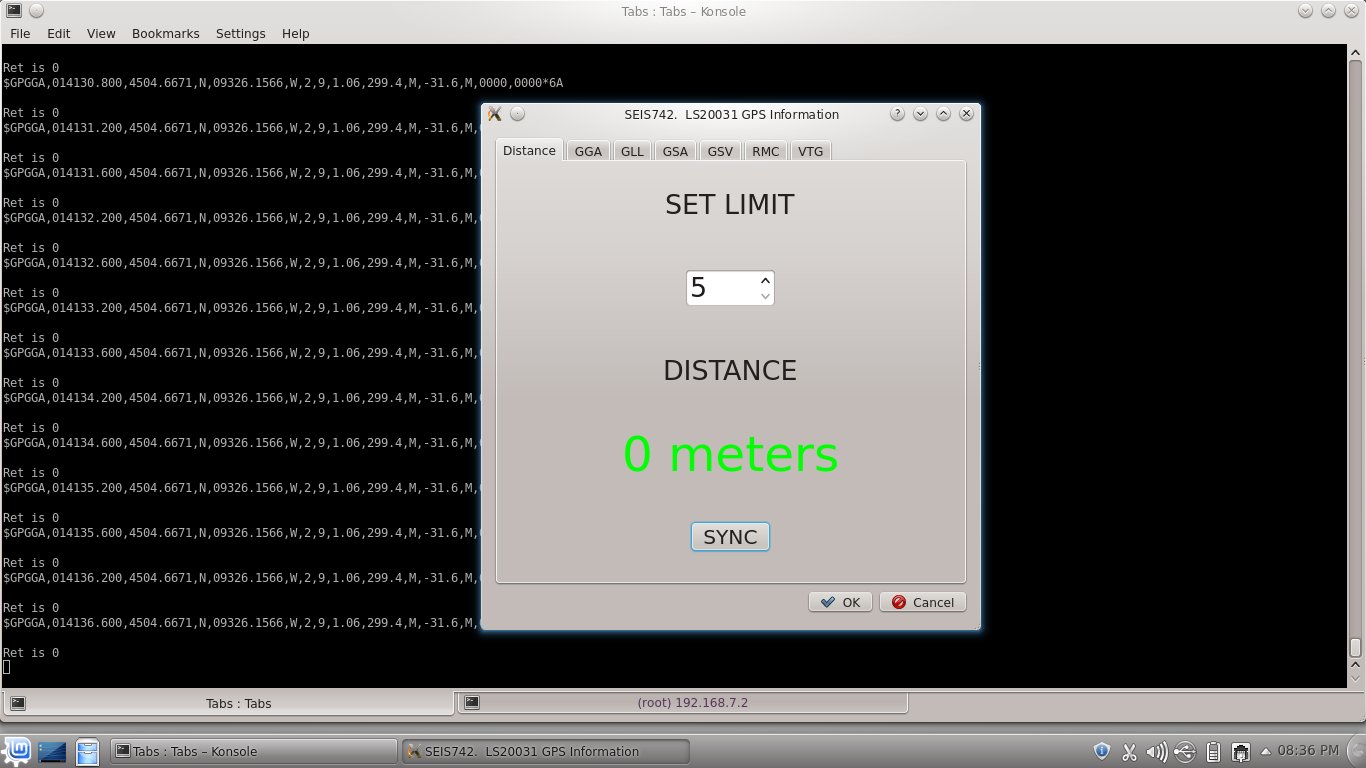 Tabs : Tabs – Konsole
File Edit View Bookmarks Settings Help
Ret is 0
$GPGGA,014130.800,4504.6671,N,09326.1566,W,2,9,1.06,299.4,M,-31.6,M,0000,0000*6A
Ret is 0
$GPGGA,014131.200,4504.6671,N,09326.1566,W,2,9,1.06,299.4,M,-31.6,M,
Ret is 0
$GPGGA,014131.600,4504.6671,N,09326.1566,W,2,9,1.06,299.4,M,-31.6,M,
Ret is 0
$GPGGA,014132.200,4504.6671,N,09326.1566,W,2,9,1.06,299.4,M,-31.6,M,
Ret is 0
$GPGGA,014132.600,4504.6671,N,09326.1566,W,2,9,1.06,299.4,M,-31.6,M,
Ret is 0
$GPGGA,014133.200,4504.6671,N,09326.1566,W,2,9,1.06,299.4,M,-31.6,M,
Ret is 0
$GPGGA,014133.600,4504.6671,N,09326.1566,W,2,9,1.06,299.4,M,-31.6,M,
Ret is 0
$GPGGA,014134.200,4504.6671,N,09326.1566,W,2,9,1.06,299.4,M,-31.6,M,
Ret is 0
$GPGGA,014134.600,4504.6671,N,09326.1566,W,2,9,1.06,299.4,M,-31.6,M,
Ret is 0
$GPGGA,014135.200,4504.6671,N,09326.1566,W,2,9,1.06,299.4,M,-31.6,M,
Ret is 0
$GPGGA,014135.600,4504.6671,N,09326.1566,W,2,9,1.06,299.4,M,-31.6,M,
Ret is 0
$GPGGA,014136.200,4504.6671,N,09326.1566,W,2,9,1.06,299.4,M,-31.6,M,
Ret is 0
$GPGGA,014136.600,4504.6671,N,09326.1566,W,2,9,1.06,299.4,M,-31.6,M,
Ret is 0
SEIS742. LS20031 GPS Information
Distance GGA GLL GSA GSV RMC VTG
SET LIMIT
5
DISTANCE
0 meters
SYNC
OK Cancel
Tabs : Tabs (root) 192.168.7.2
Tabs : Tabs – Konsole SEIS742. LS20031 GPS Information 08:36 PM